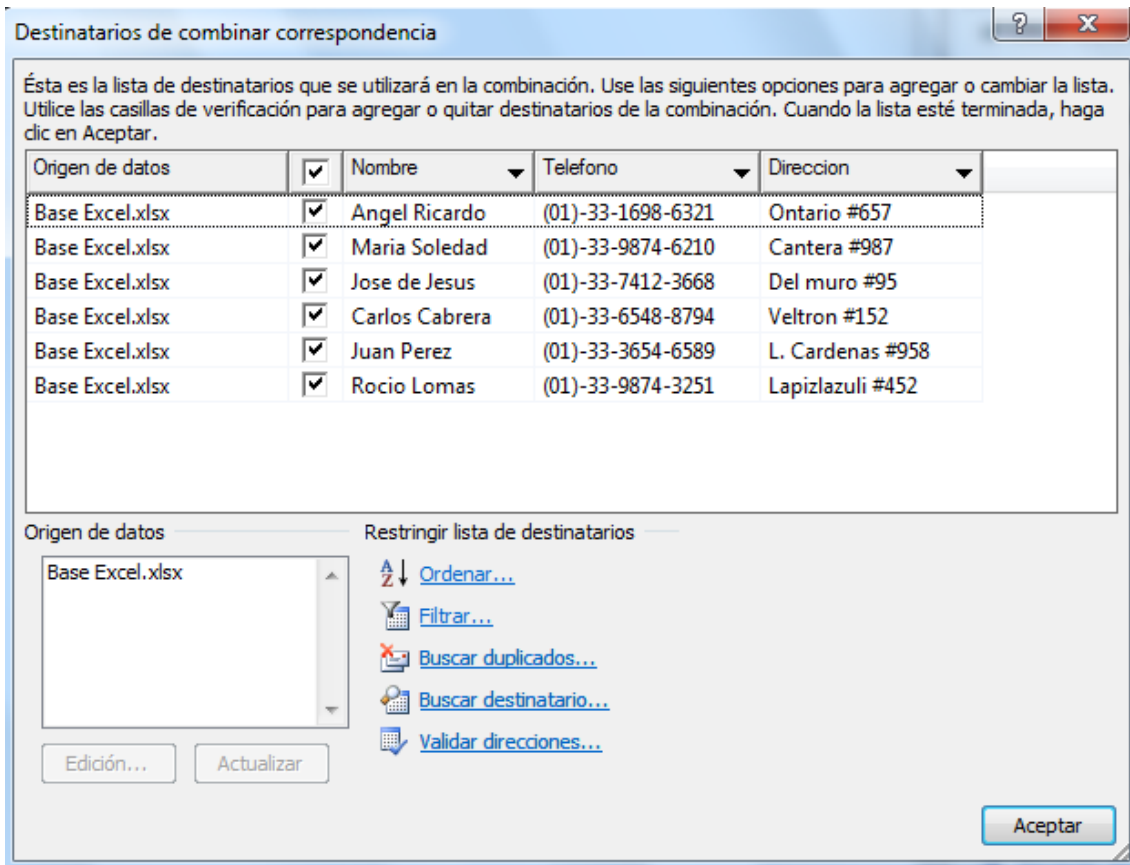 Destinatarios de combinar correspondencia
Ésta es la lista de destinatarios que se utilizará en la combinación. Use las siguientes opciones para agregar o cambiar la lista.
Utilice las casillas de verificación para agregar o quitar destinatarios de la combinación. Cuando la lista esté terminada, haga
clic en Aceptar.
Origen de datos Nombre Telefono Direccion
Base Excel.xlsx Angel Ricardo (01)-33-1698-6321 Ontario #657
Base Excel.xlsx Maria Soledad (01)-33-9874-6210 Cantera #987
Base Excel.xlsx Jose de Jesus (01)-33-7412-3668 Del muro #95
Base Excel.xlsx Carlos Cabrera (01)-33-6548-8794 Veltron #152
Base Excel.xlsx Juan Perez (01)-33-3654-6589 L. Cardenas #958
Base Excel.xlsx Rocio Lomas (01)-33-9874-3251 Lapizlazuli #452
Origen de datos Restringir lista de destinatarios
Base Excel.xlsx
Ordenar...
Filtrar...
Buscar duplicados...
Buscar destinatario...
Validar direcciones...
Edición... Actualizar
Aceptar